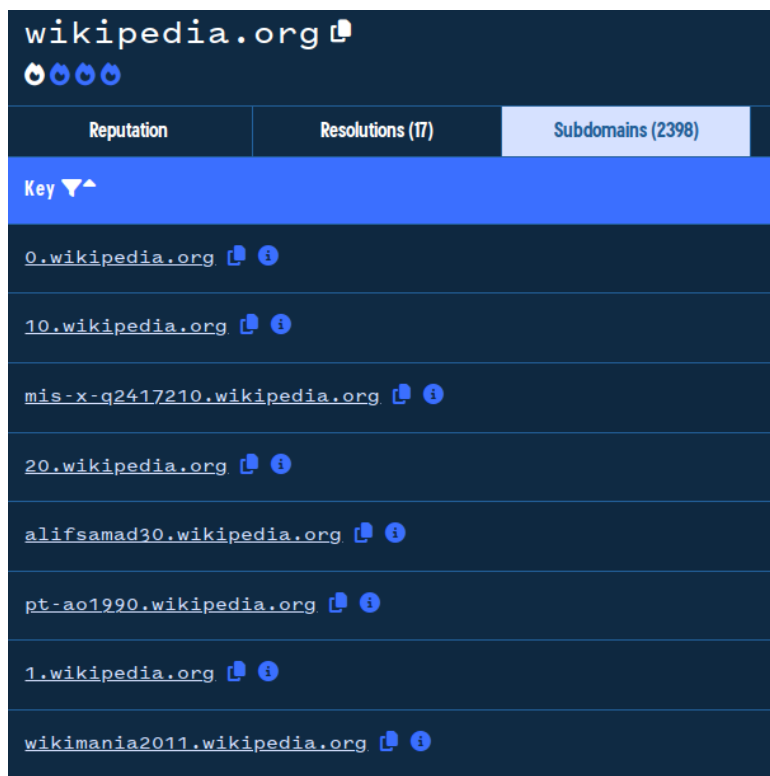 wikipedia.org
Reputation
Resolutions (17)
Subdomains (2398)
Key
0.wikipedia.org
10.wikipedia.org
mis-x-q2417210.wikipedia.org
20.wikipedia.org
alifsamad30.wikipedia.org
pt-ao1990.wikipedia.org
1.wikipedia.org
wikimania2011.wikipedia.org